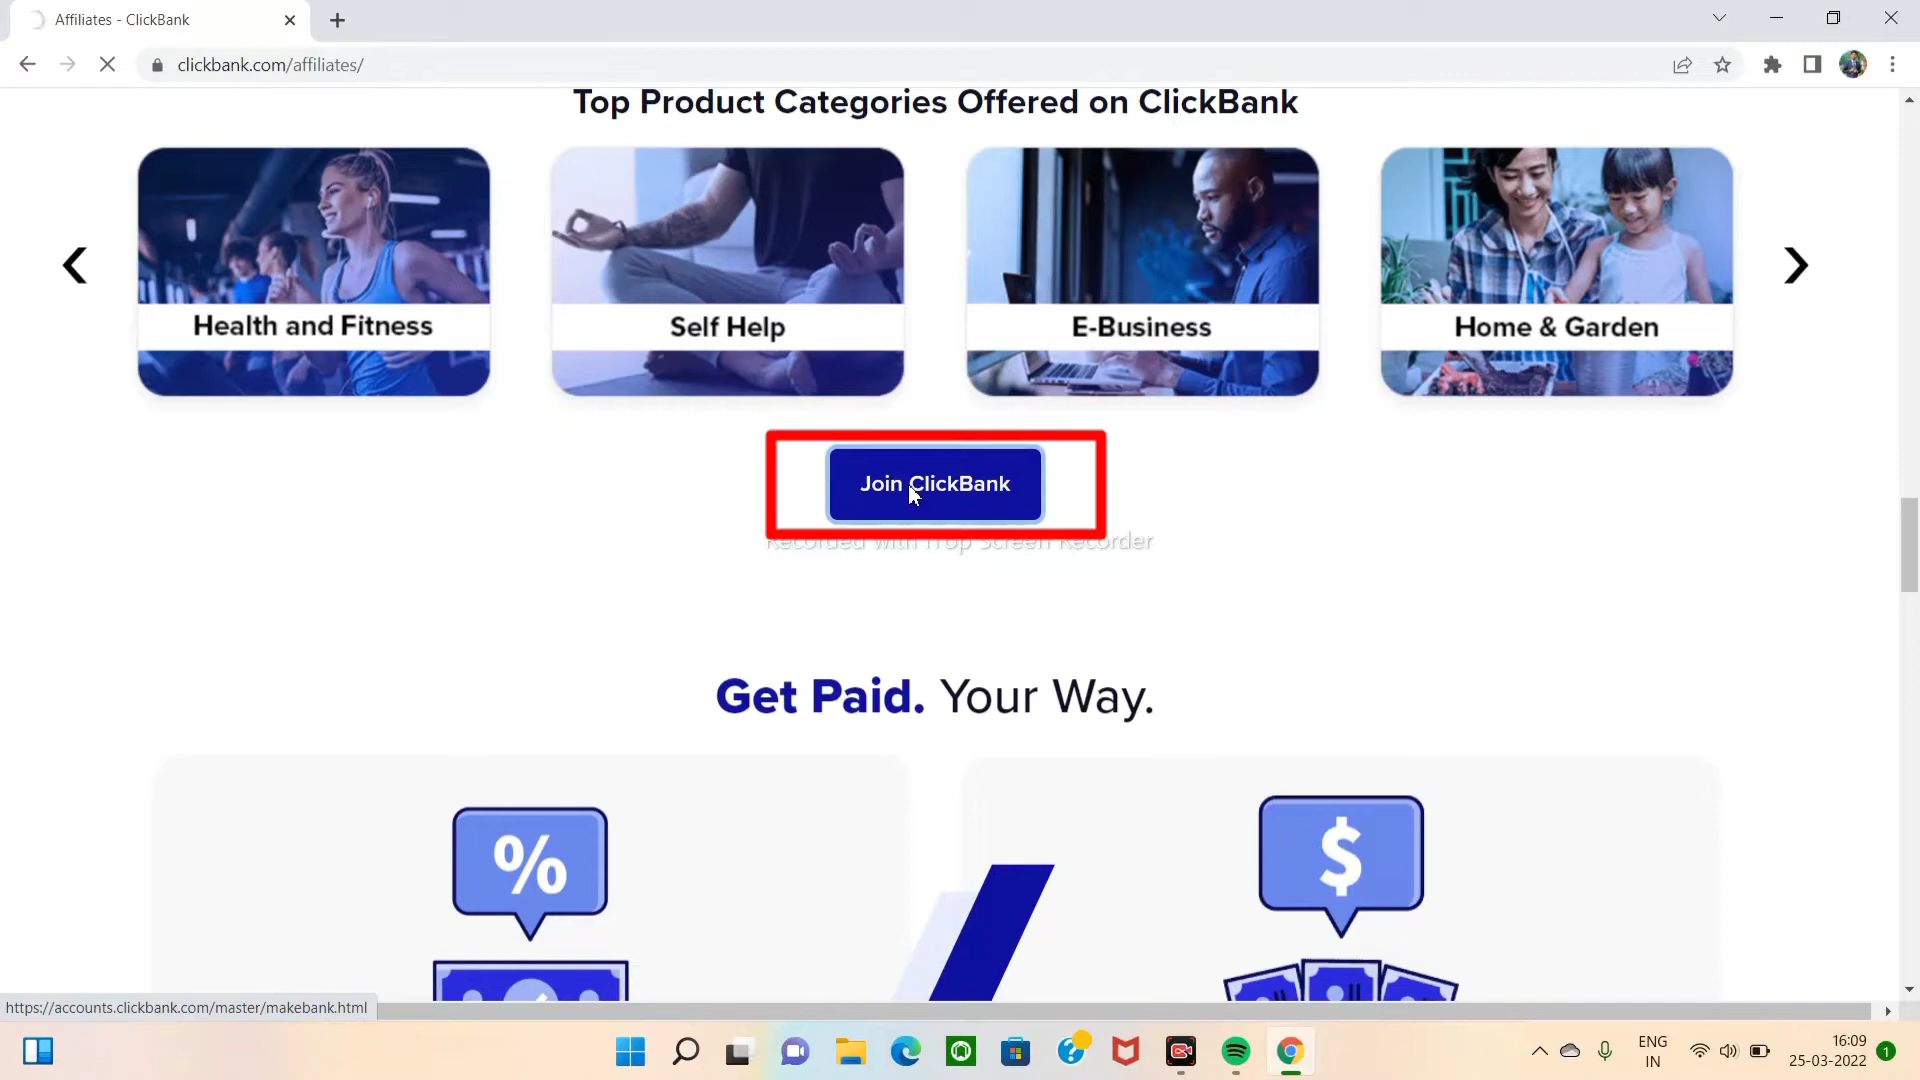 Affiliates - ClickBank
clickbank.com/affiliates/
Top Product Categories Offered on ClickBank
Health and Fitness
Self Help
E-Business
Home & Garden
Join ClickBank
Recorded with iTop Screen Recorder
Get Paid. Your Way.
%
$
https://accounts.clickbank.com/master/makebank.html
ENG
IN
16:09
25-03-2022
1